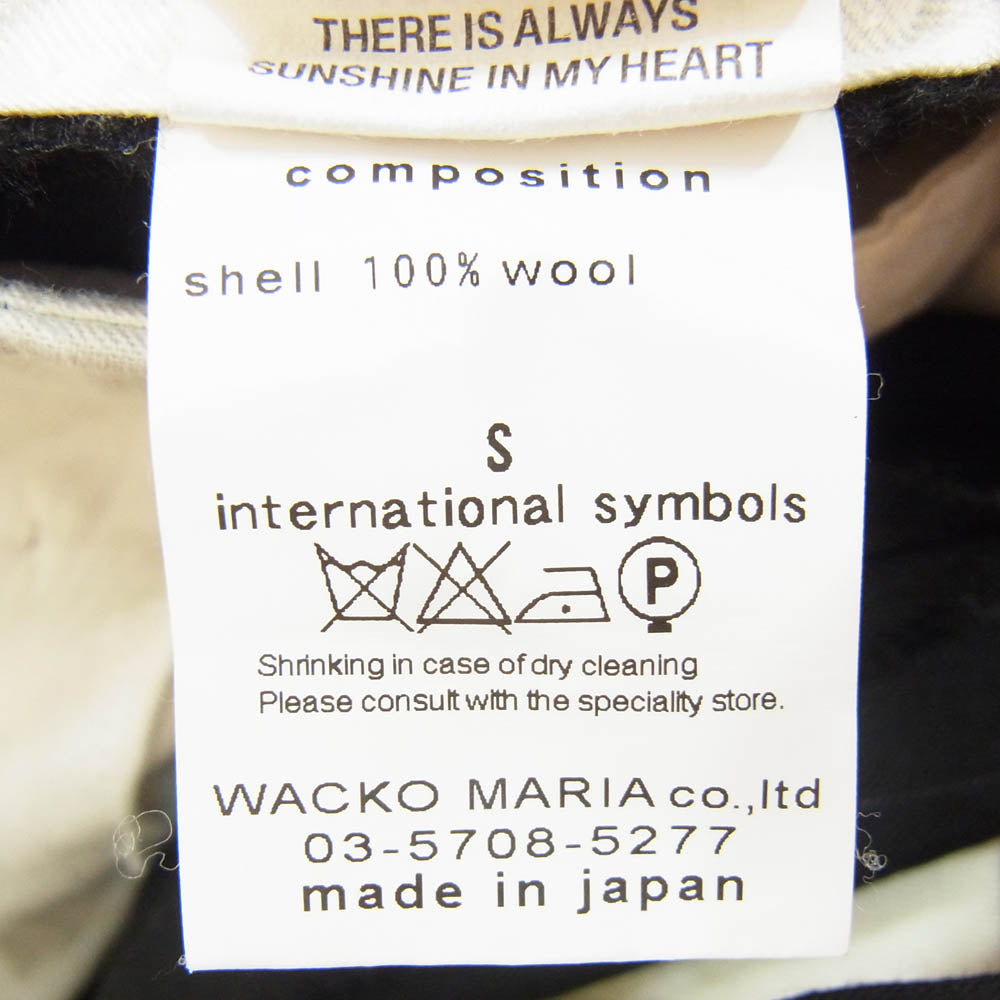 THERE IS ALWAYS
SUNSHINE IN MY HEART
composition
shell 100% wool
S
international symbols
P
Shrinking in case of dry cleaning
Please consult with the speciality store.
WACKO MARIA co.,ltd
03-5708-5277
made in japan